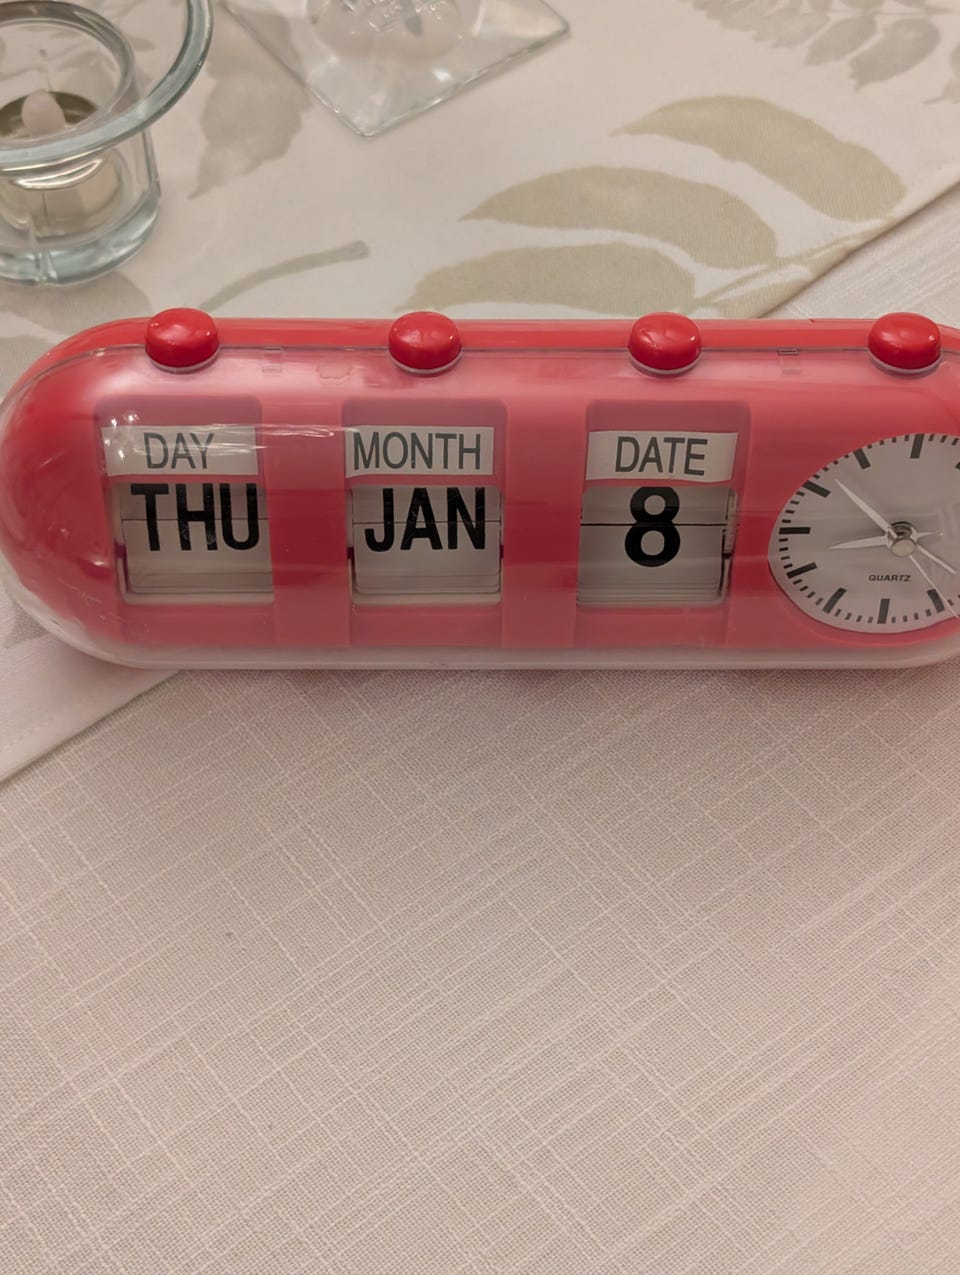 DAY
THU
MONTH
JAN
DATE
8
QUARTZ